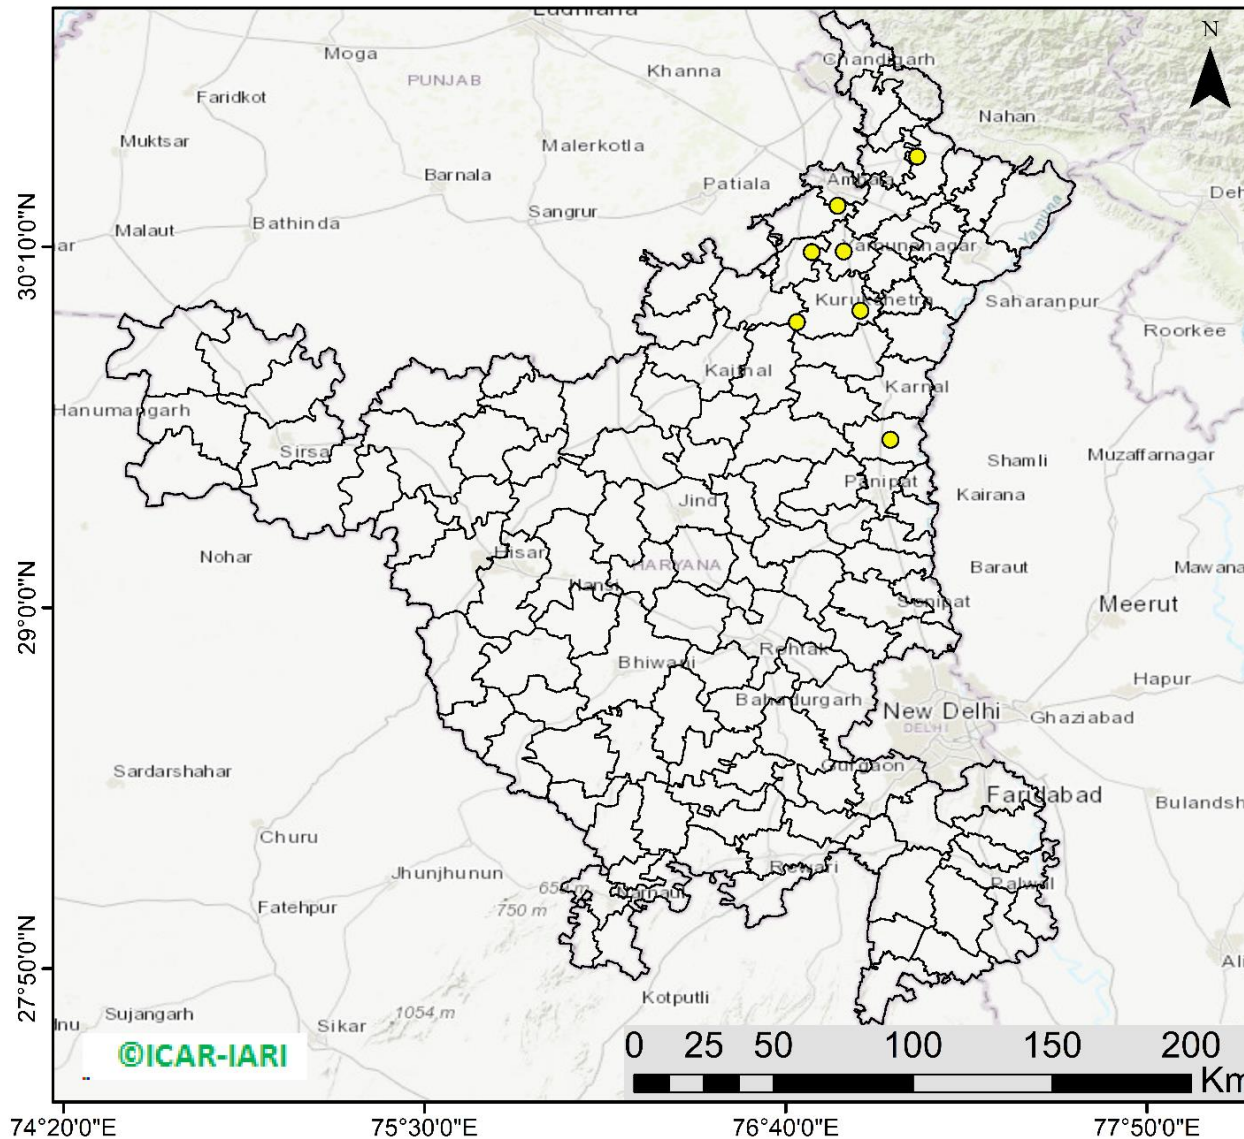 Ludhiana
N
Moga
Chandigarh
Khanna
PUNJAB
Faridkot
Nahan
Muktsar
Malerkotla
Barnala
Patiala
Ambala
Sangrur
Yamuna
Malaut
Bathinda
Yamunanagar
30°10'0"N
Kurukshetra
Saharanpur
Roorkee
Kaithal
Karnal
Hanumangarh
Sirsa
Muzaffarnagar
Shamli
Panipat
Kairana
Jind
Nohar
Hisar
HARYANA
Baraut
Mawana
Hansi
29°0'0"N
Sonipat
Meerut
Rohtak
Bhiwani
Hapur
Bahadurgarh
New Delhi
Ghaziabad
DELHI
Gurgaon
Sardarshahar
Faridabad
Bulandsh
Churu
Rewari
Jhunjhunun
Palwal
650 m
Narnaul
Fatehpur
750 m
27°50'0"N
Kotputli
Sujangarh
1054 m
Sikar
©ICAR-IARI
0 25 50 100 150 200
Km
74°20'0"E 75°30'0"E 76°40'0"E 77°50'0"E